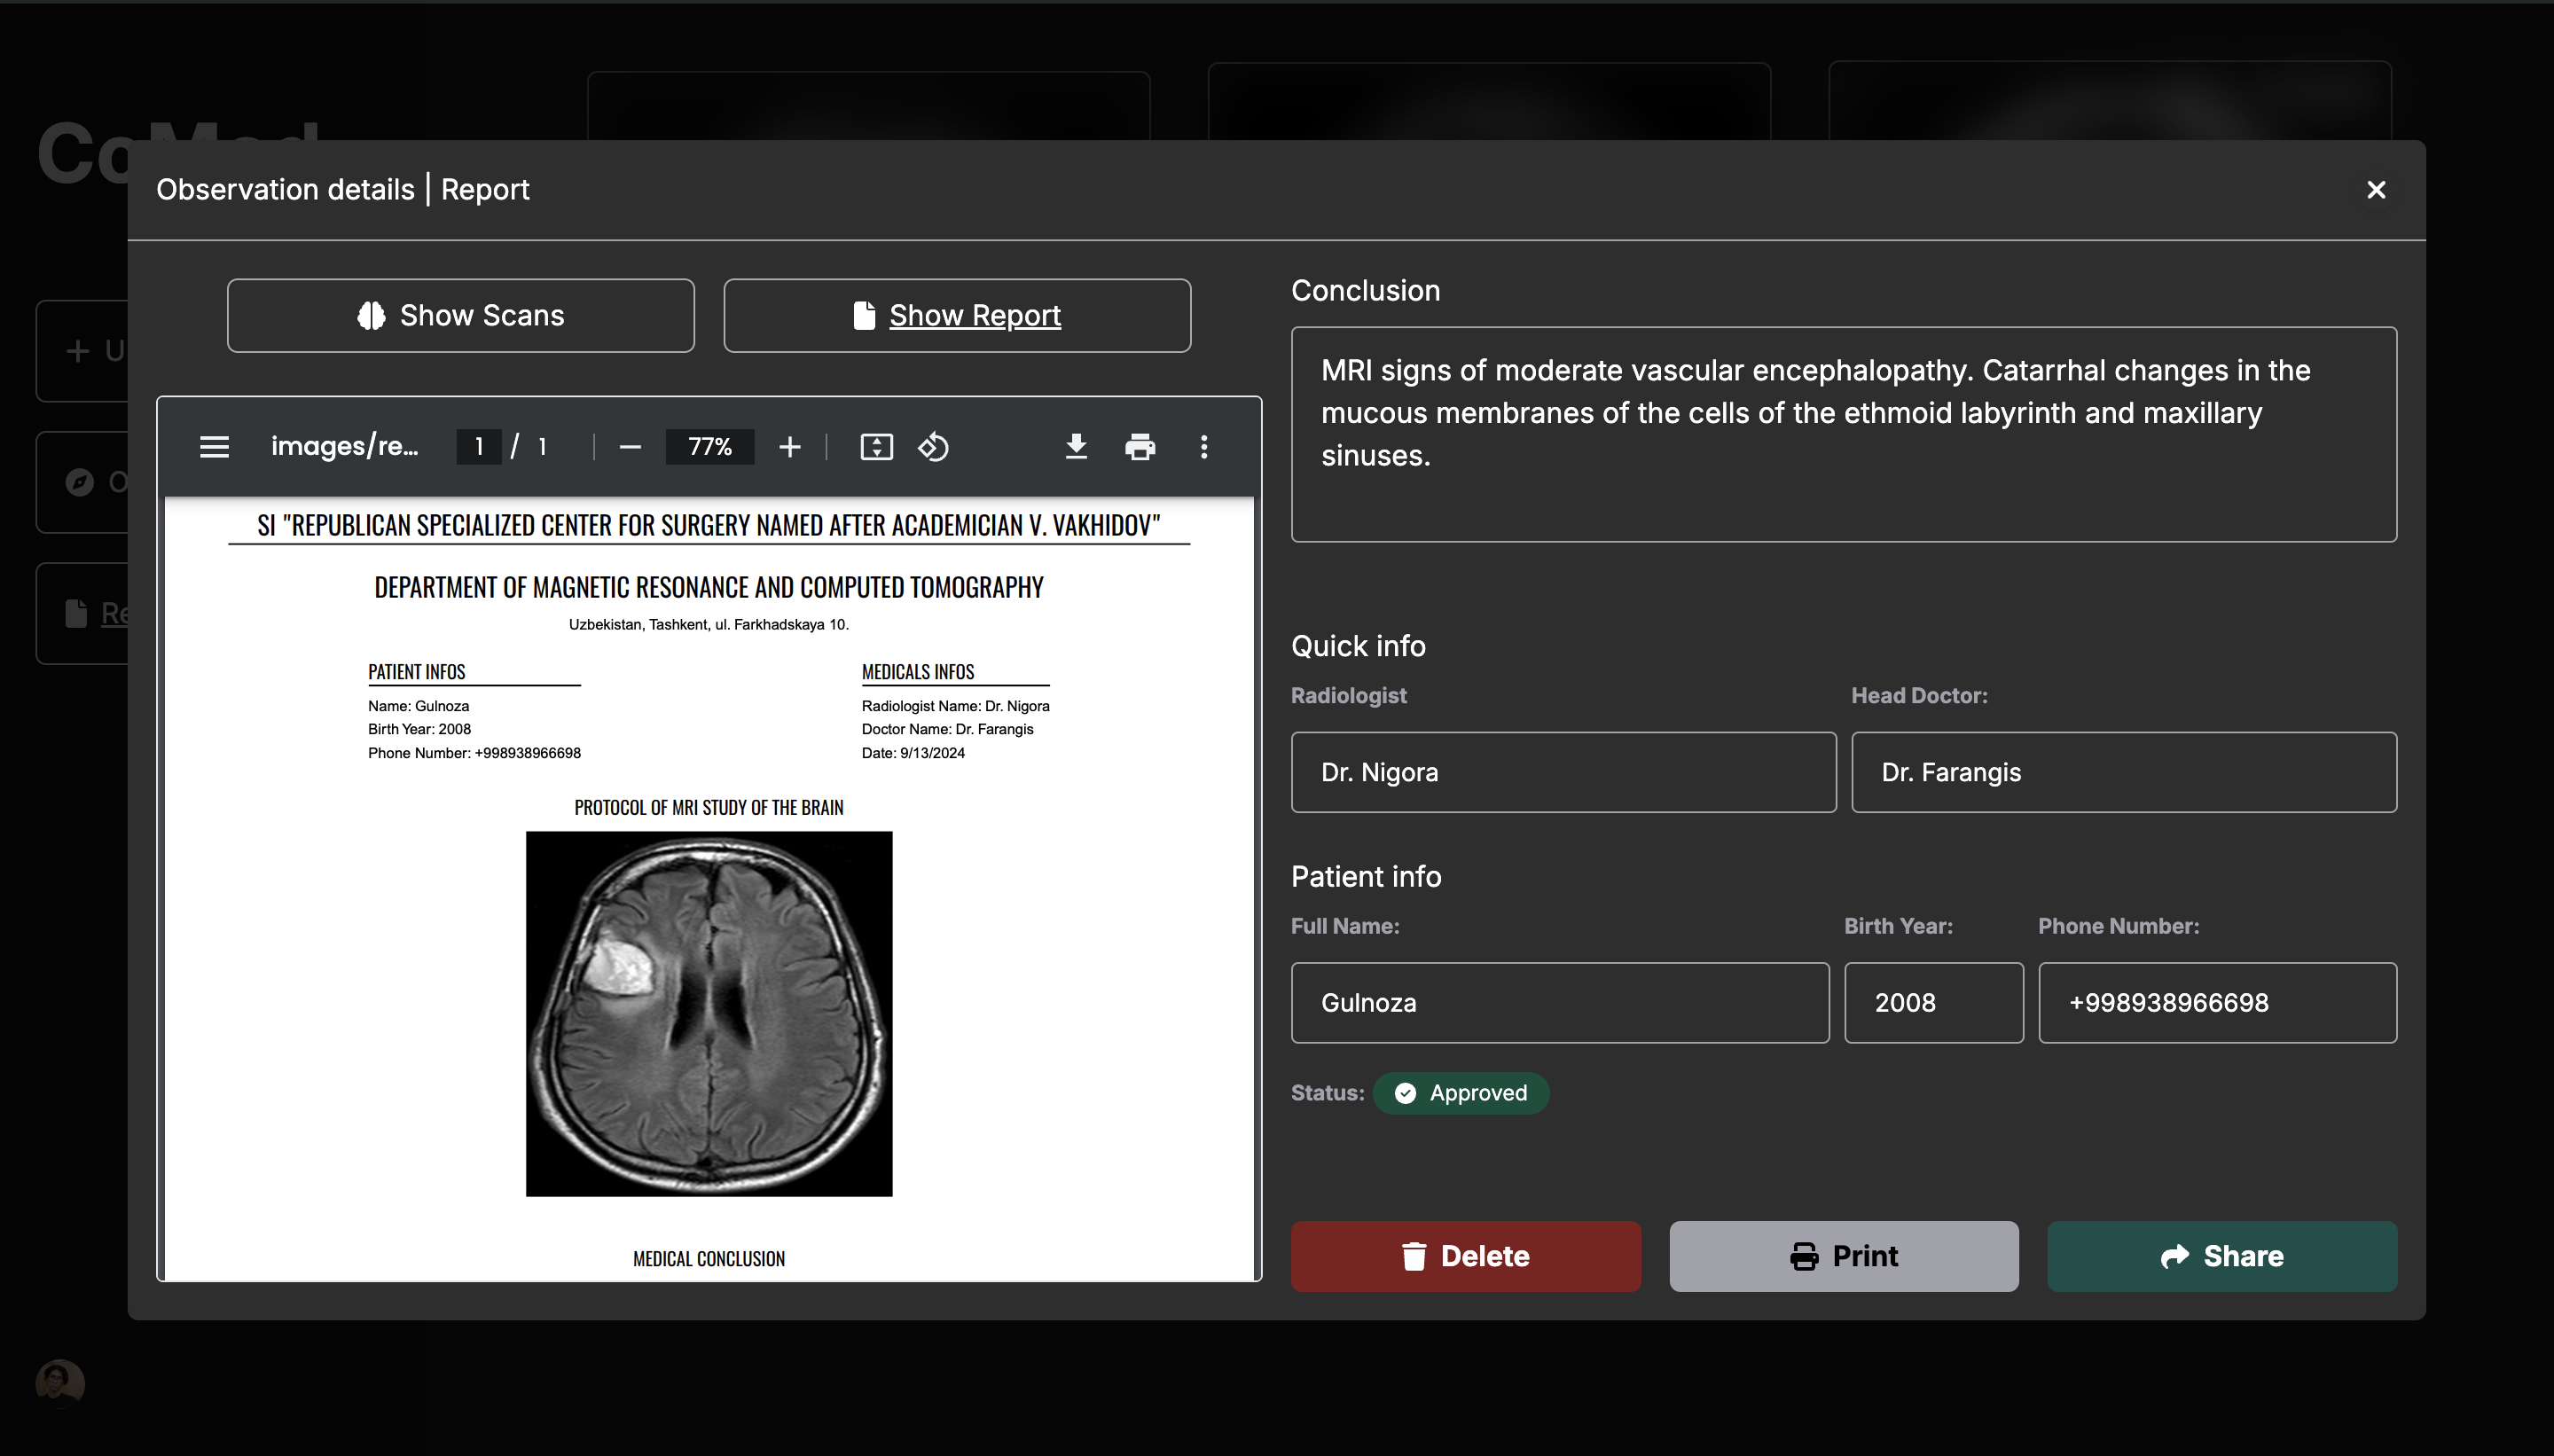 Observation details | Report
Show Scans
Show Report
images/re...
1 / 1
77%
SI "REPUBLICAN SPECIALIZED CENTER FOR SURGERY NAMED AFTER ACADEMICIAN V. VAKHIDOV"
DEPARTMENT OF MAGNETIC RESONANCE AND COMPUTED TOMOGRAPHY
Uzbekistan, Tashkent, ul. Farkhadskaya 10.
PATIENT INFOS
Name: Gulnoza
Birth Year: 2008
Phone Number: +998938966698
MEDICALS INFOS
Radiologist Name: Dr. Nigora
Doctor Name: Dr. Farangis
Date: 9/13/2024
PROTOCOL OF MRI STUDY OF THE BRAIN
MEDICAL CONCLUSION
Conclusion
MRI signs of moderate vascular encephalopathy. Catarrhal changes in the
mucous membranes of the cells of the ethmoid labyrinth and maxillary
sinuses.
Quick info
Radiologist
Dr. Nigora
Head Doctor:
Dr. Farangis
Patient info
Full Name:
Gulnoza
Birth Year:
2008
Phone Number:
+998938966698
Status: Approved
Delete
Print
Share